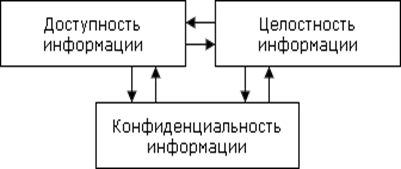 Доступность
информации
Целостность
информации
Конфиденциальность
информации